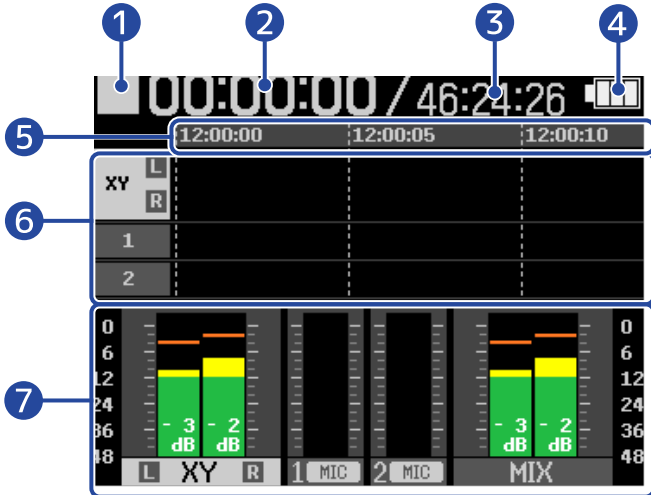 1 2 3 4
00:00:00 / 46:24:26
5 12:00:00 12:00:05 12:00:10
XY L
R
6
1
2
7
0 0
6 6
12 12
24 24
36 - 3 - 2 - 3 - 2 36
dB dB dB dB
48 48
L XY R 1 MIC 2 MIC MIX